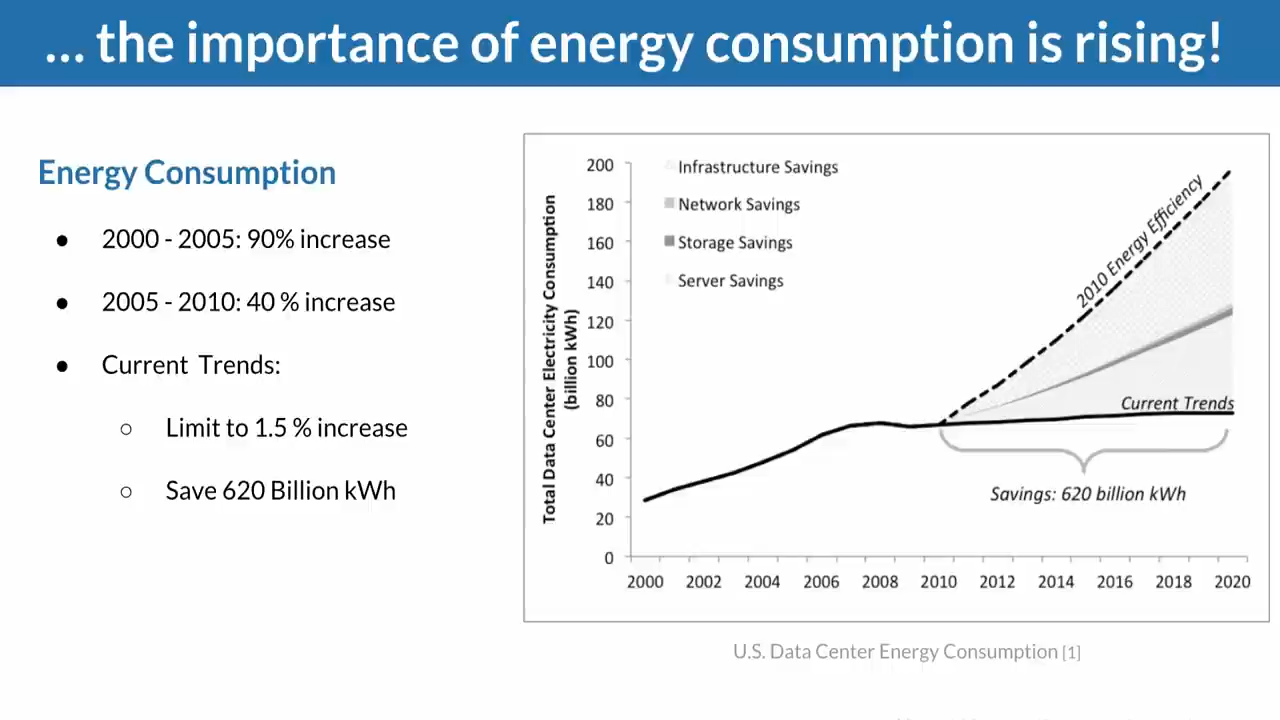 ... the importance of energy consumption is rising!
Energy Consumption
● 2000 - 2005: 90% increase
● 2005 - 2010: 40 % increase
● Current Trends:
○ Limit to 1.5 % increase
○ Save 620 Billion kWh
Total Data Center Electricity Consumption
(billion kWh)
200
180
160
140
120
100
80
60
40
20
0
Infrastructure Savings
Network Savings
Storage Savings
Server Savings
2010 Energy Efficiency
Current Trends
Savings: 620 billion kWh
2000 2002 2004 2006 2008 2010 2012 2014 2016 2018 2020
U.S. Data Center Energy Consumption [1]